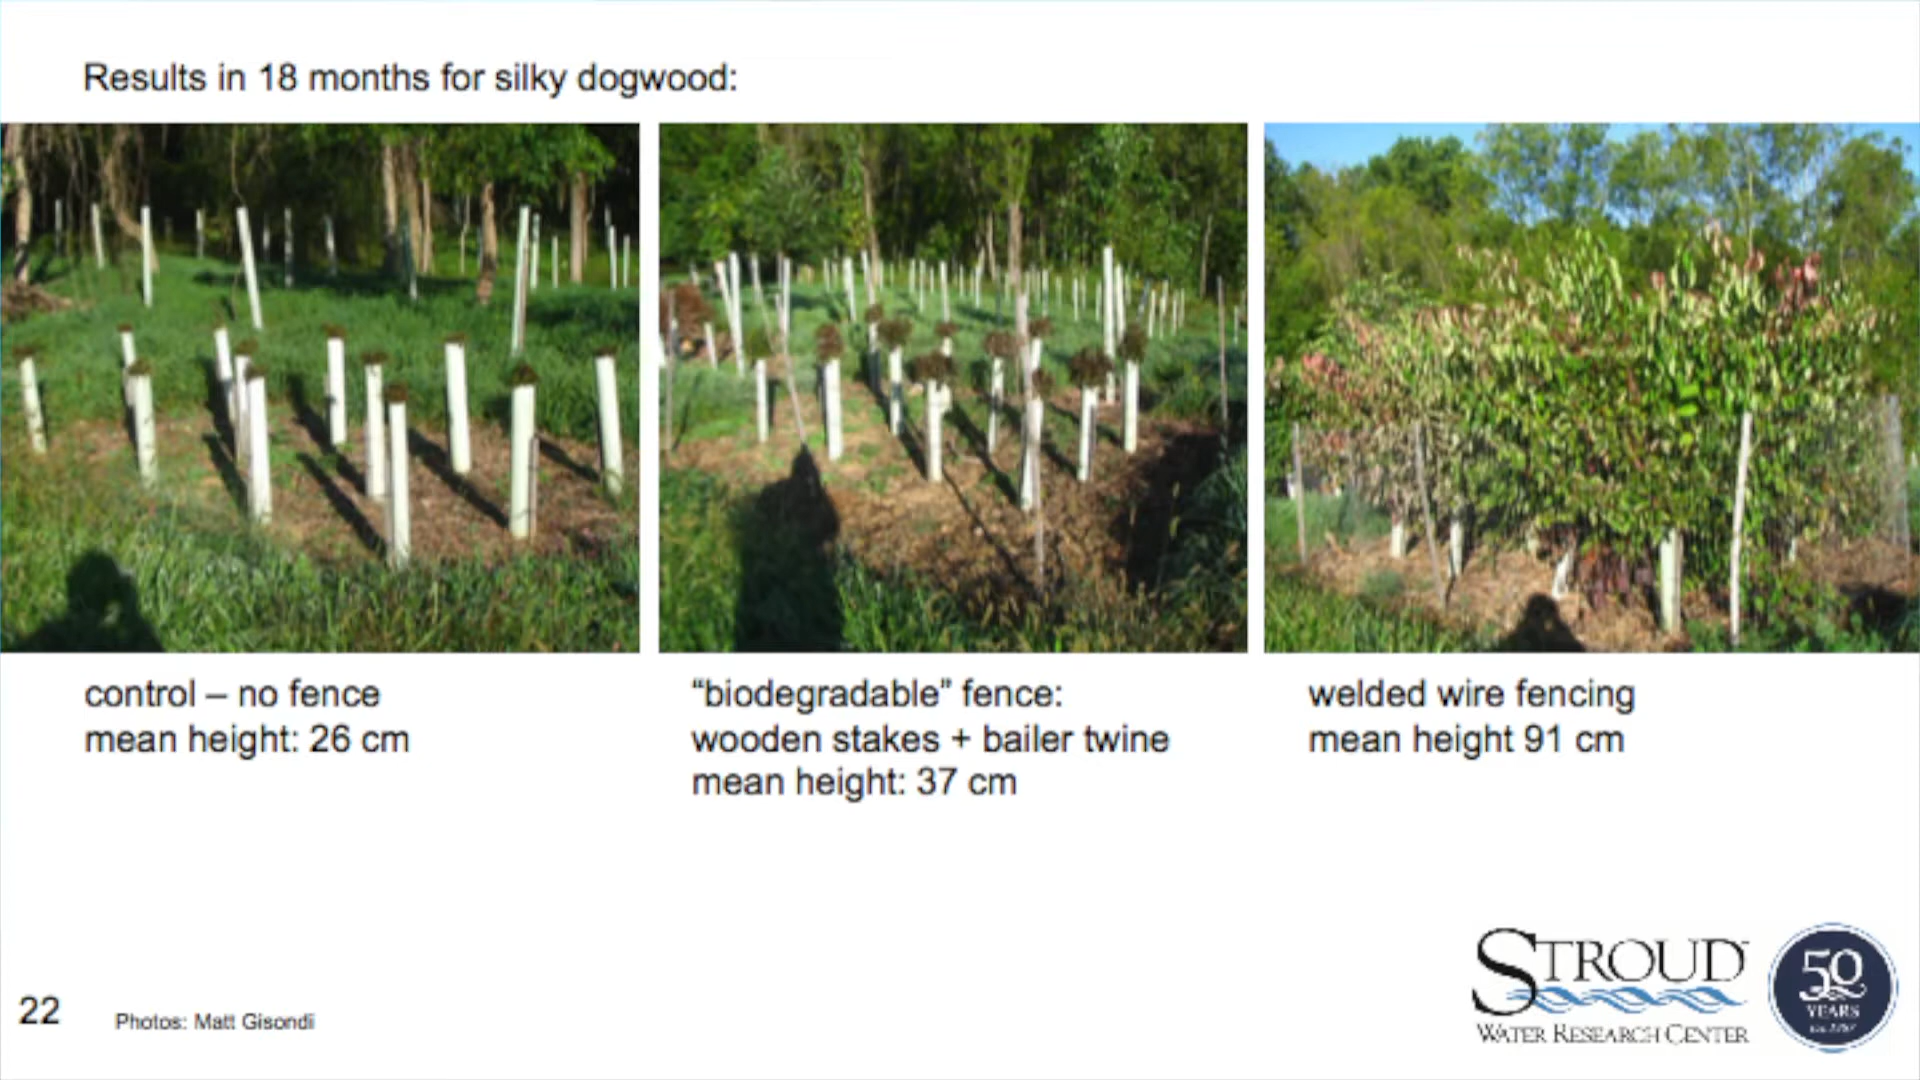 Results in 18 months for silky dogwood:
control – no fence
mean height: 26 cm
“biodegradable” fence:
wooden stakes + bailer twine
mean height: 37 cm
welded wire fencing
mean height 91 cm
22
Photos: Matt Gisondi
STROUD
WATER RESEARCH CENTER
50
YEARS